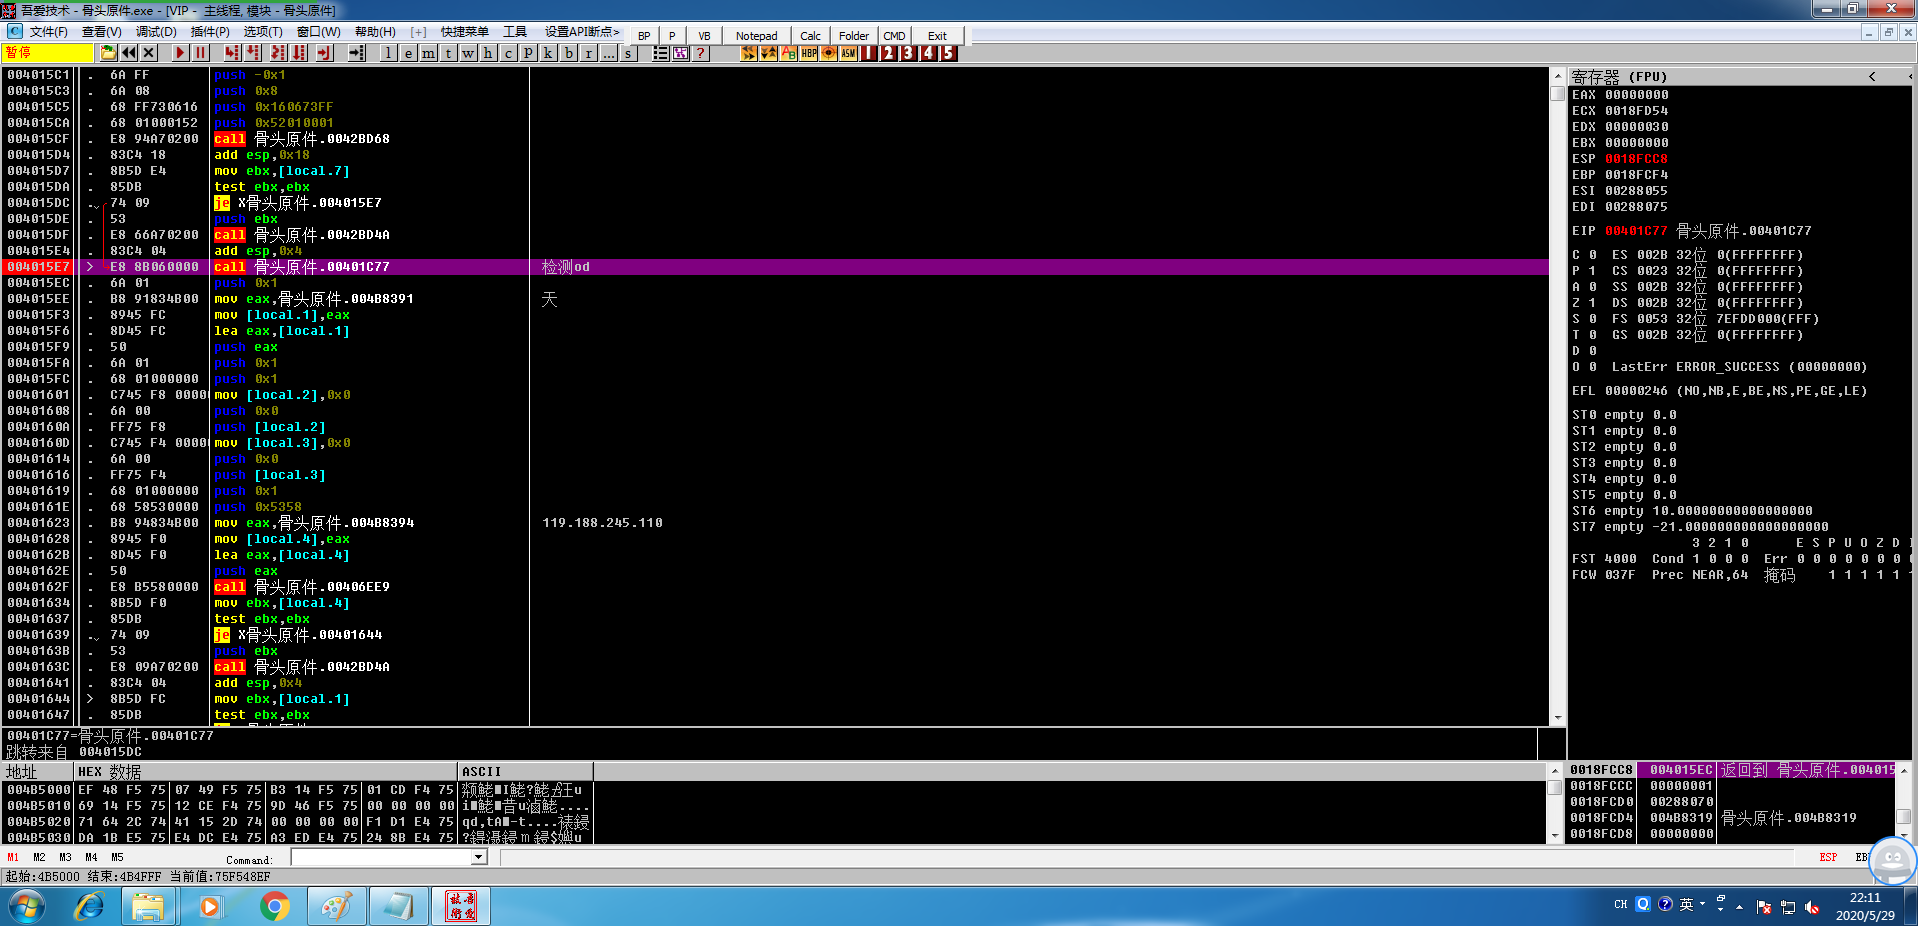 吾爱技术 - 骨头原件.exe - [VIP - 主线程, 模块 - 骨头原件]
文件(F) 查看(V) 调试(D) 插件(P) 选项(T) 窗口(W) 帮助(H) [+] 快捷菜单 工具 设置API断点> BP P VB Notepad Calc Folder CMD Exit
暂停 l e m t w h c p k b r ... s ? HBP ASM 1 2 3 4 5
004015C1 . 6A FF push -0x1
004015C3 . 6A 08 push 0x8
004015C5 . 68 FF730616 push 0x160673FF
004015CA . 68 01000152 push 0x52010001
004015CF . E8 94A70200 call 骨头原件.0042BD68
004015D4 . 83C4 18 add esp,0x18
004015D7 . 8B5D E4 mov ebx,[local.7]
004015DA . 85DB test ebx,ebx
004015DC . 74 09 je X骨头原件.004015E7
004015DE . 53 push ebx
004015DF . E8 66A70200 call 骨头原件.0042BD4A
004015E4 . 83C4 04 add esp,0x4
004015E7 > E8 8B060000 call 骨头原件.00401C77 检测od
004015EC . 6A 01 push 0x1
004015EE . B8 91834B00 mov eax,骨头原件.004B8391 天
004015F3 . 8945 FC mov [local.1],eax
004015F6 . 8D45 FC lea eax,[local.1]
004015F9 . 50 push eax
004015FA . 6A 01 push 0x1
004015FC . 68 01000000 push 0x1
00401601 . C745 F8 0000 mov [local.2],0x0
00401608 . 6A 00 push 0x0
0040160A . FF75 F8 push [local.2]
0040160D . C745 F4 0000 mov [local.3],0x0
00401614 . 6A 00 push 0x0
00401616 . FF75 F4 push [local.3]
00401619 . 68 01000000 push 0x1
0040161E . 68 58530000 push 0x5358
00401623 . B8 94834B00 mov eax,骨头原件.004B8394 119.188.245.110
00401628 . 8945 F0 mov [local.4],eax
0040162B . 8D45 F0 lea eax,[local.4]
0040162E . 50 push eax
0040162F . E8 B5580000 call 骨头原件.00406EE9
00401634 . 8B5D F0 mov ebx,[local.4]
00401637 . 85DB test ebx,ebx
00401639 . 74 09 je X骨头原件.00401644
0040163B . 53 push ebx
0040163C . E8 09A70200 call 骨头原件.0042BD4A
00401641 . 83C4 04 add esp,0x4
00401644 > 8B5D FC mov ebx,[local.1]
00401647 . 85DB test ebx,ebx
寄存器 (FPU) < <
EAX 00000000
ECX 0018FD54
EDX 00000030
EBX 00000000
ESP 0018FCC8
EBP 0018FCF4
ESI 00288055
EDI 00288075
EIP 00401C77 骨头原件.00401C77
C 0 ES 002B 32位 0(FFFFFFFF)
P 1 CS 0023 32位 0(FFFFFFFF)
A 0 SS 002B 32位 0(FFFFFFFF)
Z 1 DS 002B 32位 0(FFFFFFFF)
S 0 FS 0053 32位 7EFDD000(FFF)
T 0 GS 002B 32位 0(FFFFFFFF)
D 0
O 0 LastErr ERROR_SUCCESS (00000000)
EFL 00000246 (NO,NB,E,BE,NS,PE,GE,LE)
ST0 empty 0.0
ST1 empty 0.0
ST2 empty 0.0
ST3 empty 0.0
ST4 empty 0.0
ST5 empty 0.0
ST6 empty 10.000000000000000000
ST7 empty -21.000000000000000000
3 2 1 0 E S P U O Z D I
FST 4000 Cond 1 0 0 0 Err 0 0 0 0 0 0 0 0
FCW 037F Prec NEAR,64 掩码 1 1 1 1 1 1
00401C77=骨头原件.00401C77
跳转来自 004015DC
地址 HEX 数据 ASCII
004B5000 EF 48 F5 75 07 49 F5 75 B3 14 F5 75 01 CD F4 75
004B5010 69 14 F5 75 12 CE F4 75 9D 46 F5 75 00 00 00 00
004B5020 71 64 2C 74 41 15 2D 74 00 00 00 00 F1 D1 E4 75
004B5030 DA 1B E5 75 E4 DC E4 75 A3 ED E4 75 24 8B E4 75
0018FCC8 004015EC 返回到 骨头原件.004015
0018FCCC 00000001
0018FCD0 00288070
0018FCD4 004B8319 骨头原件.004B8319
0018FCD8 00000000
M1 M2 M3 M4 M5 Command: ESP EB
起始:4B5000 结束:4B4FFF 当前值:75F548EF
CH 英 22:11
2020/5/29